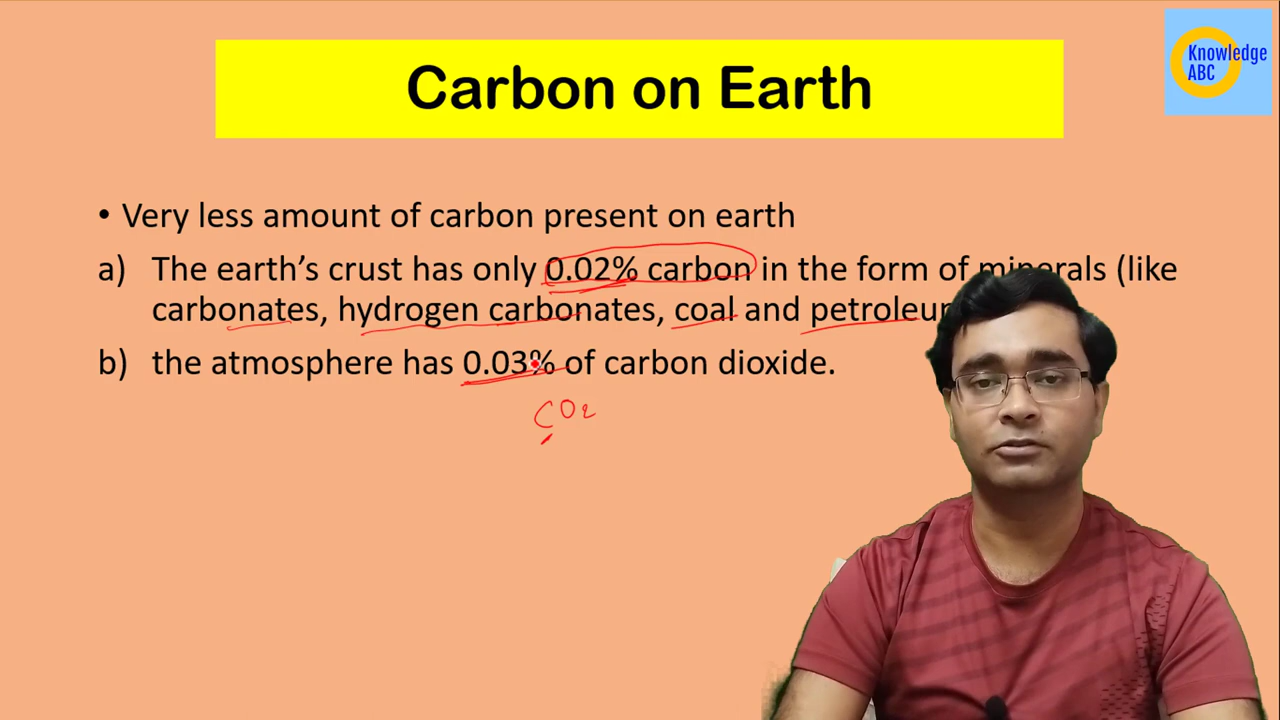 Knowledge
ABC
Carbon on Earth
• Very less amount of carbon present on earth
a) The earth's crust has only 0.02% carbon in the form of minerals (like
carbonates, hydrogen carbonates, coal and
b) the atmosphere has 0.03% of carbon dioxide.
CO2